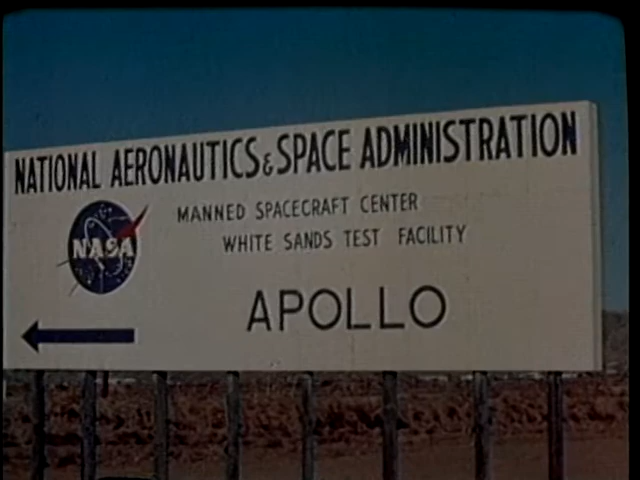 NATIONAL AERONAUTICS & SPACE ADMINISTRATION
MANNED SPACECRAFT CENTER
NASA
WHITE SANDS TEST FACILITY
APOLLO